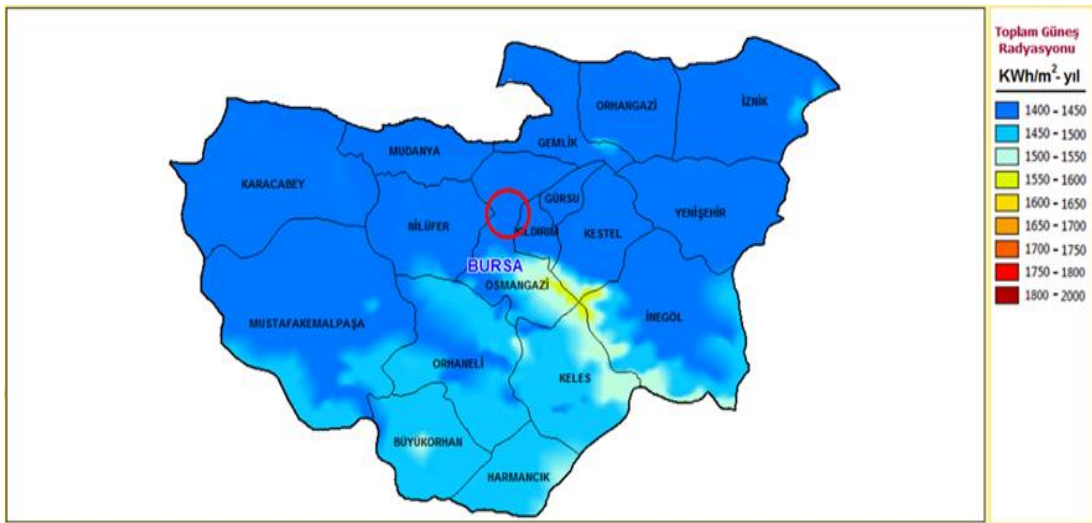 Toplam Güneş
Radyasyonu
KWh/m²- yıl
1400 - 1450
1450 - 1500
1500 - 1550
1550 - 1600
1600 - 1650
1650 - 1700
1700 - 1750
1750 - 1800
1800 - 2000
ORHANGAZİ
İZNİK
GEMLİK
MUDANYA
KARACABEY
GÜRSU
YENİŞEHİR
NİLÜFER
YILDIRIM
KESTEL
BURSA
OSMANGAZİ
MUSTAFAKEMALPAŞA
İNEGÖL
ORHANELİ
KELES
BÜYÜKORHAN
HARMANCIK